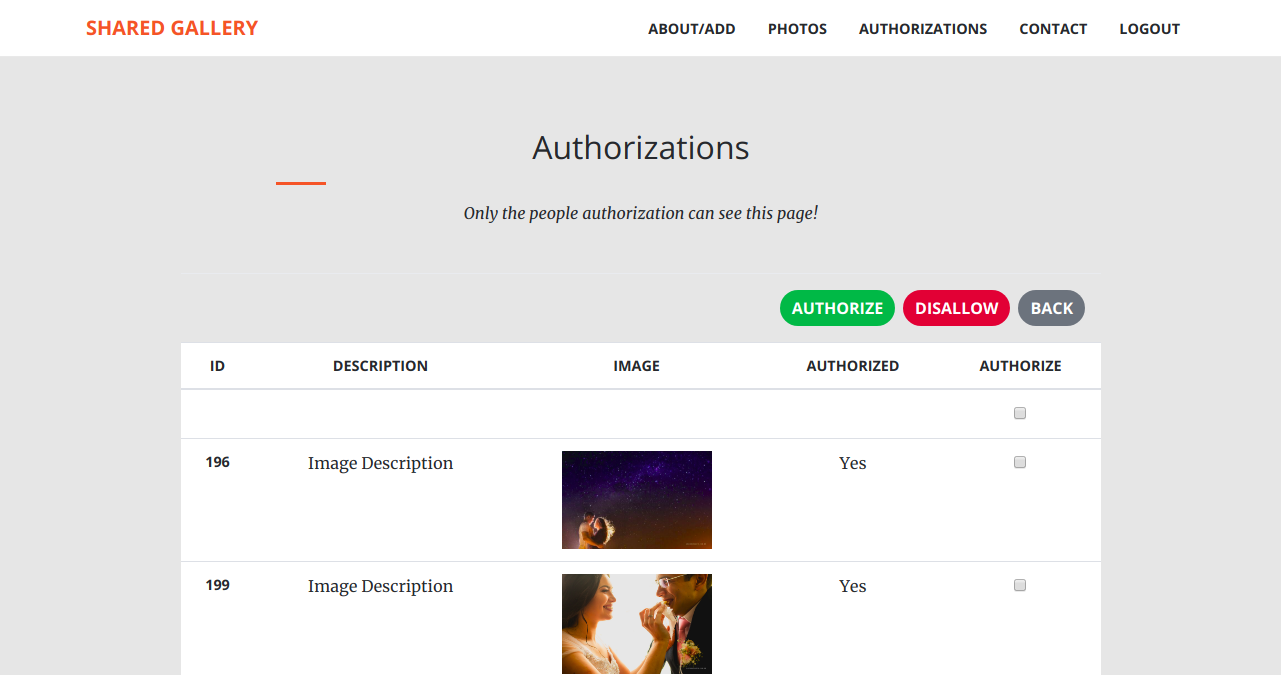 SHARED GALLERY ABOUT/ADD PHOTOS AUTHORIZATIONS CONTACT LOGOUT
Authorizations
Only the people authorization can see this page!
AUTHORIZE DISALLOW BACK
ID DESCRIPTION IMAGE AUTHORIZED AUTHORIZE
196 Image Description Yes
199 Image Description Yes